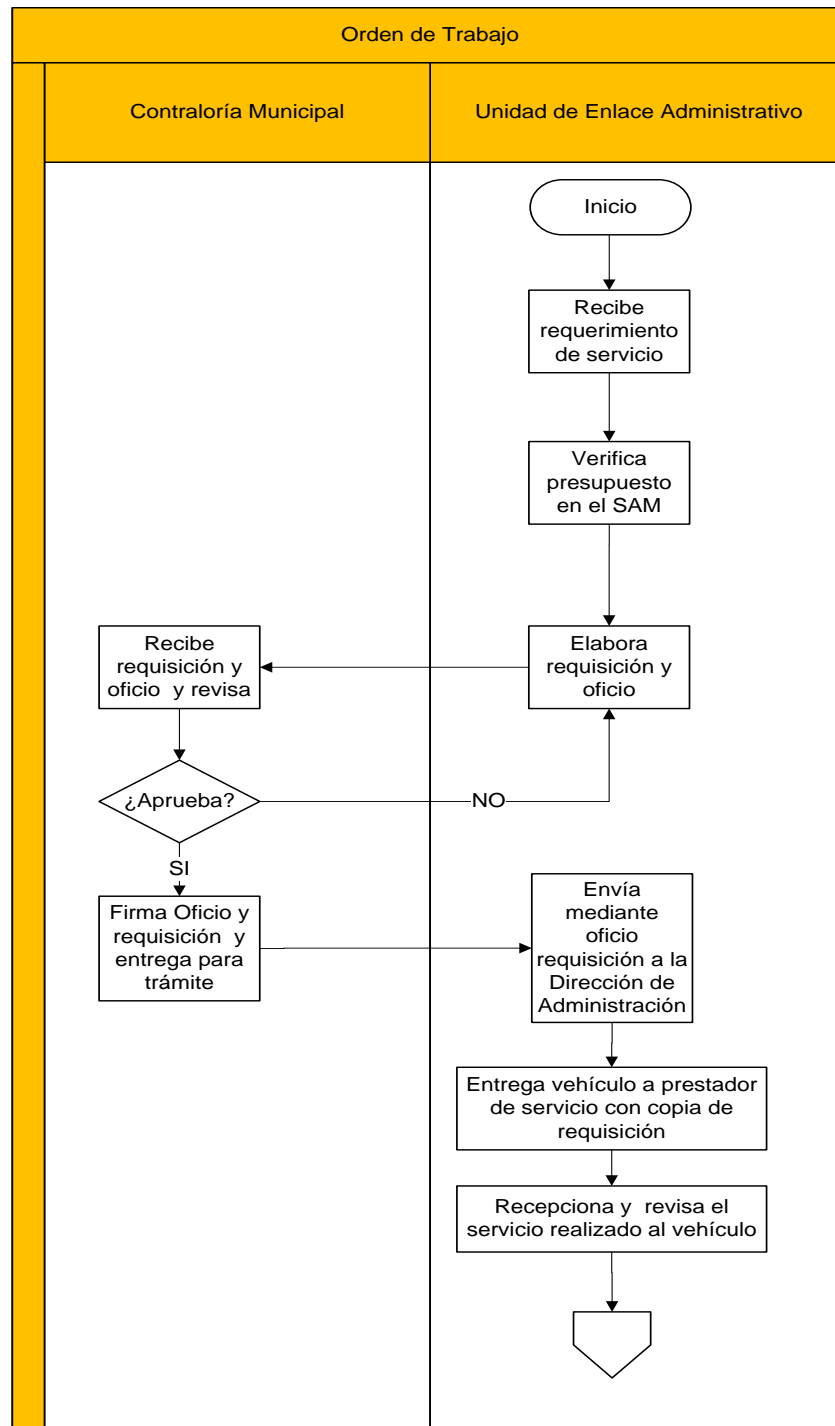 Orden de Trabajo
Contraloría Municipal
Unidad de Enlace Administrativo
Inicio
Recibe
requerimiento
de servicio
Verifica
presupuesto
en el SAM
Elabora
requisición y
oficio
Recibe
requisición y
oficio y revisa
¿Aprueba?
NO
SI
Firma Oficio y
requisición y
entrega para
trámite
Envía
mediante
oficio
requisición a la
Dirección de
Administración
Entrega vehículo a prestador
de servicio con copia de
requisición
Recepciona y revisa el
servicio realizado al vehículo